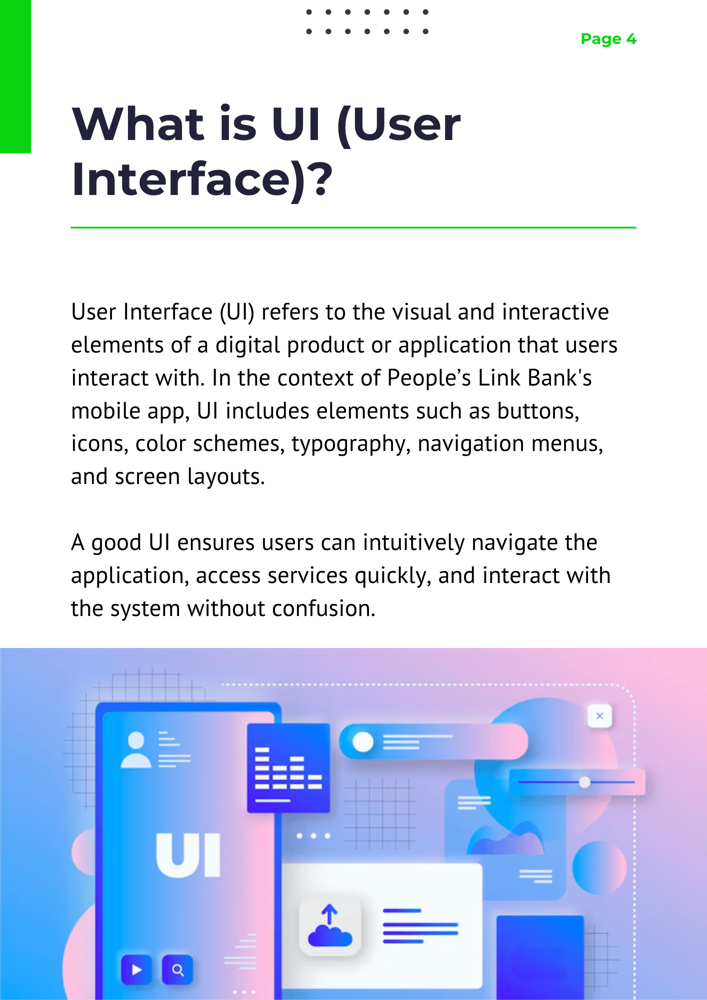 Page 4
What is UI (User
Interface)?
User Interface (UI) refers to the visual and interactive
elements of a digital product or application that users
interact with. In the context of People’s Link Bank's
mobile app, UI includes elements such as buttons,
icons, color schemes, typography, navigation menus,
and screen layouts.
A good UI ensures users can intuitively navigate the
application, access services quickly, and interact with
the system without confusion.
UI